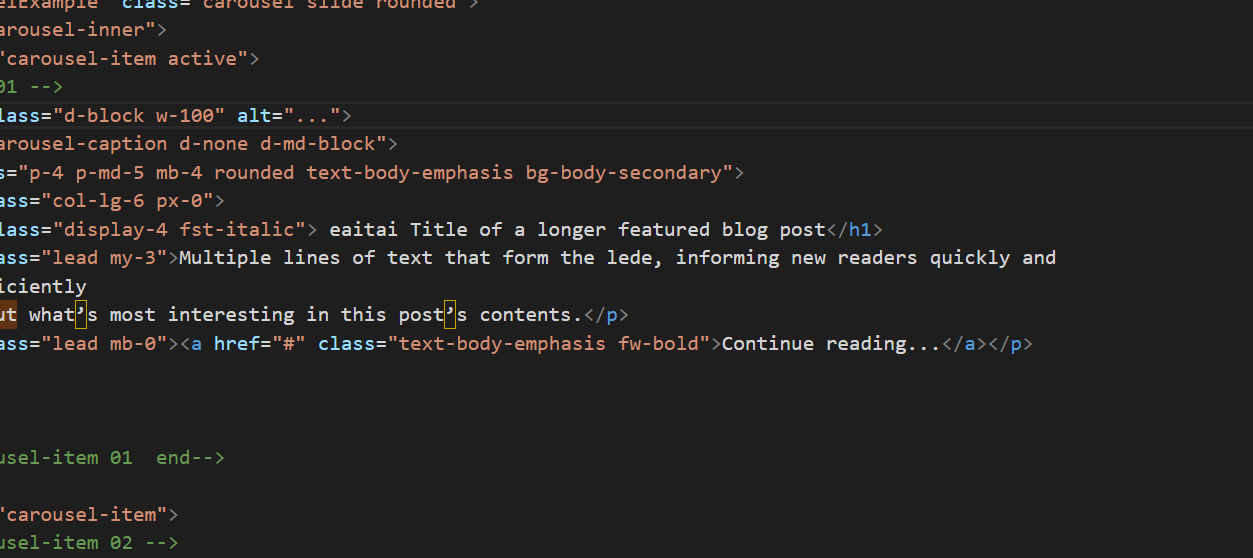 elExample" class="carousel slide rounded">
arousel-inner">
"carousel-item active">
01 -->
lass="d-block w-100" alt="...">
arousel-caption d-none d-md-block">
s="p-4 p-md-5 mb-4 rounded text-body-emphasis bg-body-secondary">
ass="col-lg-6 px-0">
lass="display-4 fst-italic"> eaitai Title of a longer featured blog post</h1>
ass="lead my-3">Multiple lines of text that form the lede, informing new readers quickly and
iciently
ut what’s most interesting in this post’s contents.</p>
ass="lead mb-0"><a href="#" class="text-body-emphasis fw-bold">Continue reading...</a></p>
usel-item 01  end-->
"carousel-item">
usel-item 02 -->